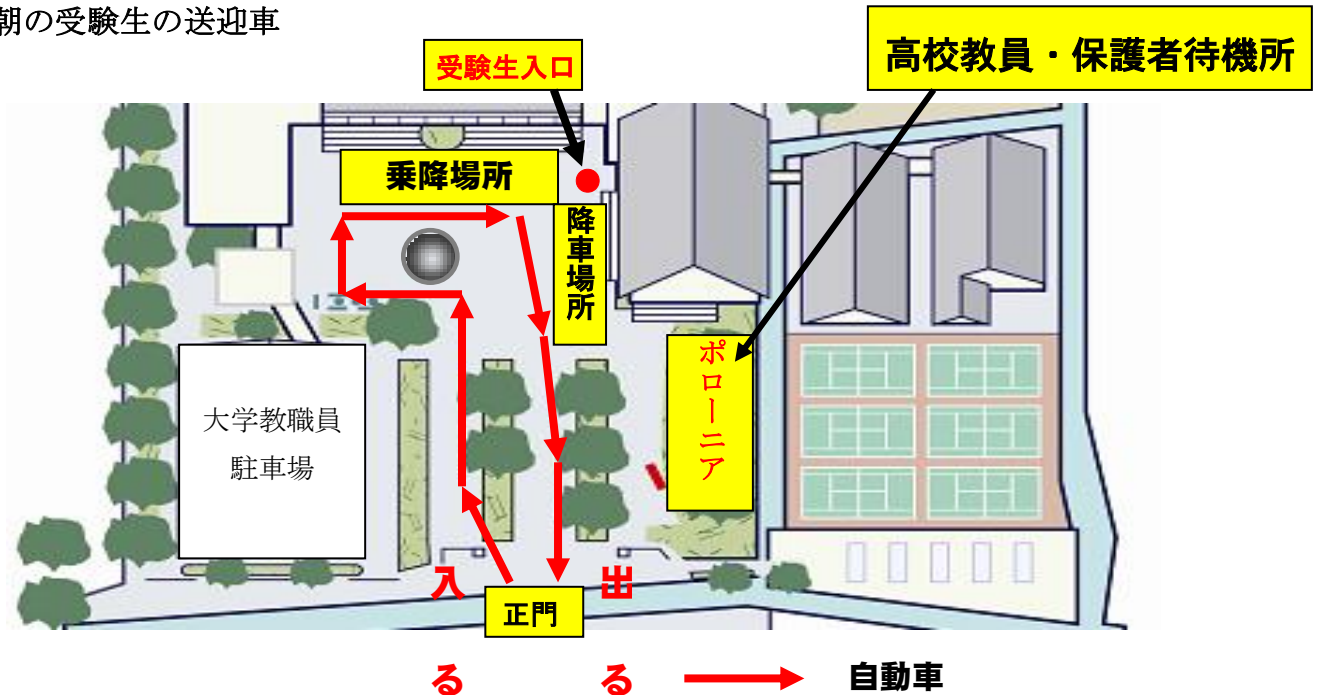 朝の受験生の送迎車
受験生入口
高校教員・保護者待機所
乗降場所
降車場所
ポローニア
大学教職員
駐車場
入る
出る
正門
自動車